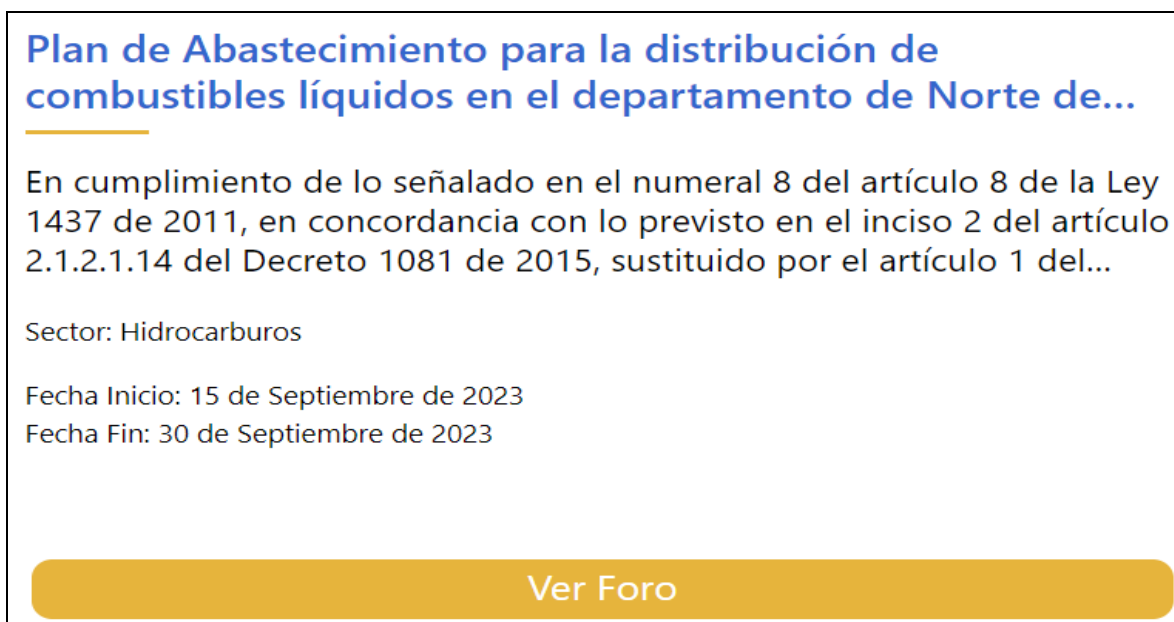 Plan de Abastecimiento para la distribución de
combustibles líquidos en el departamento de Norte de...
En cumplimiento de lo señalado en el numeral 8 del artículo 8 de la Ley
1437 de 2011, en concordancia con lo previsto en el inciso 2 del artículo
2.1.2.1.14 del Decreto 1081 de 2015, sustituido por el artículo 1 del...
Sector: Hidrocarburos
Fecha Inicio: 15 de Septiembre de 2023
Fecha Fin: 30 de Septiembre de 2023
Ver Foro